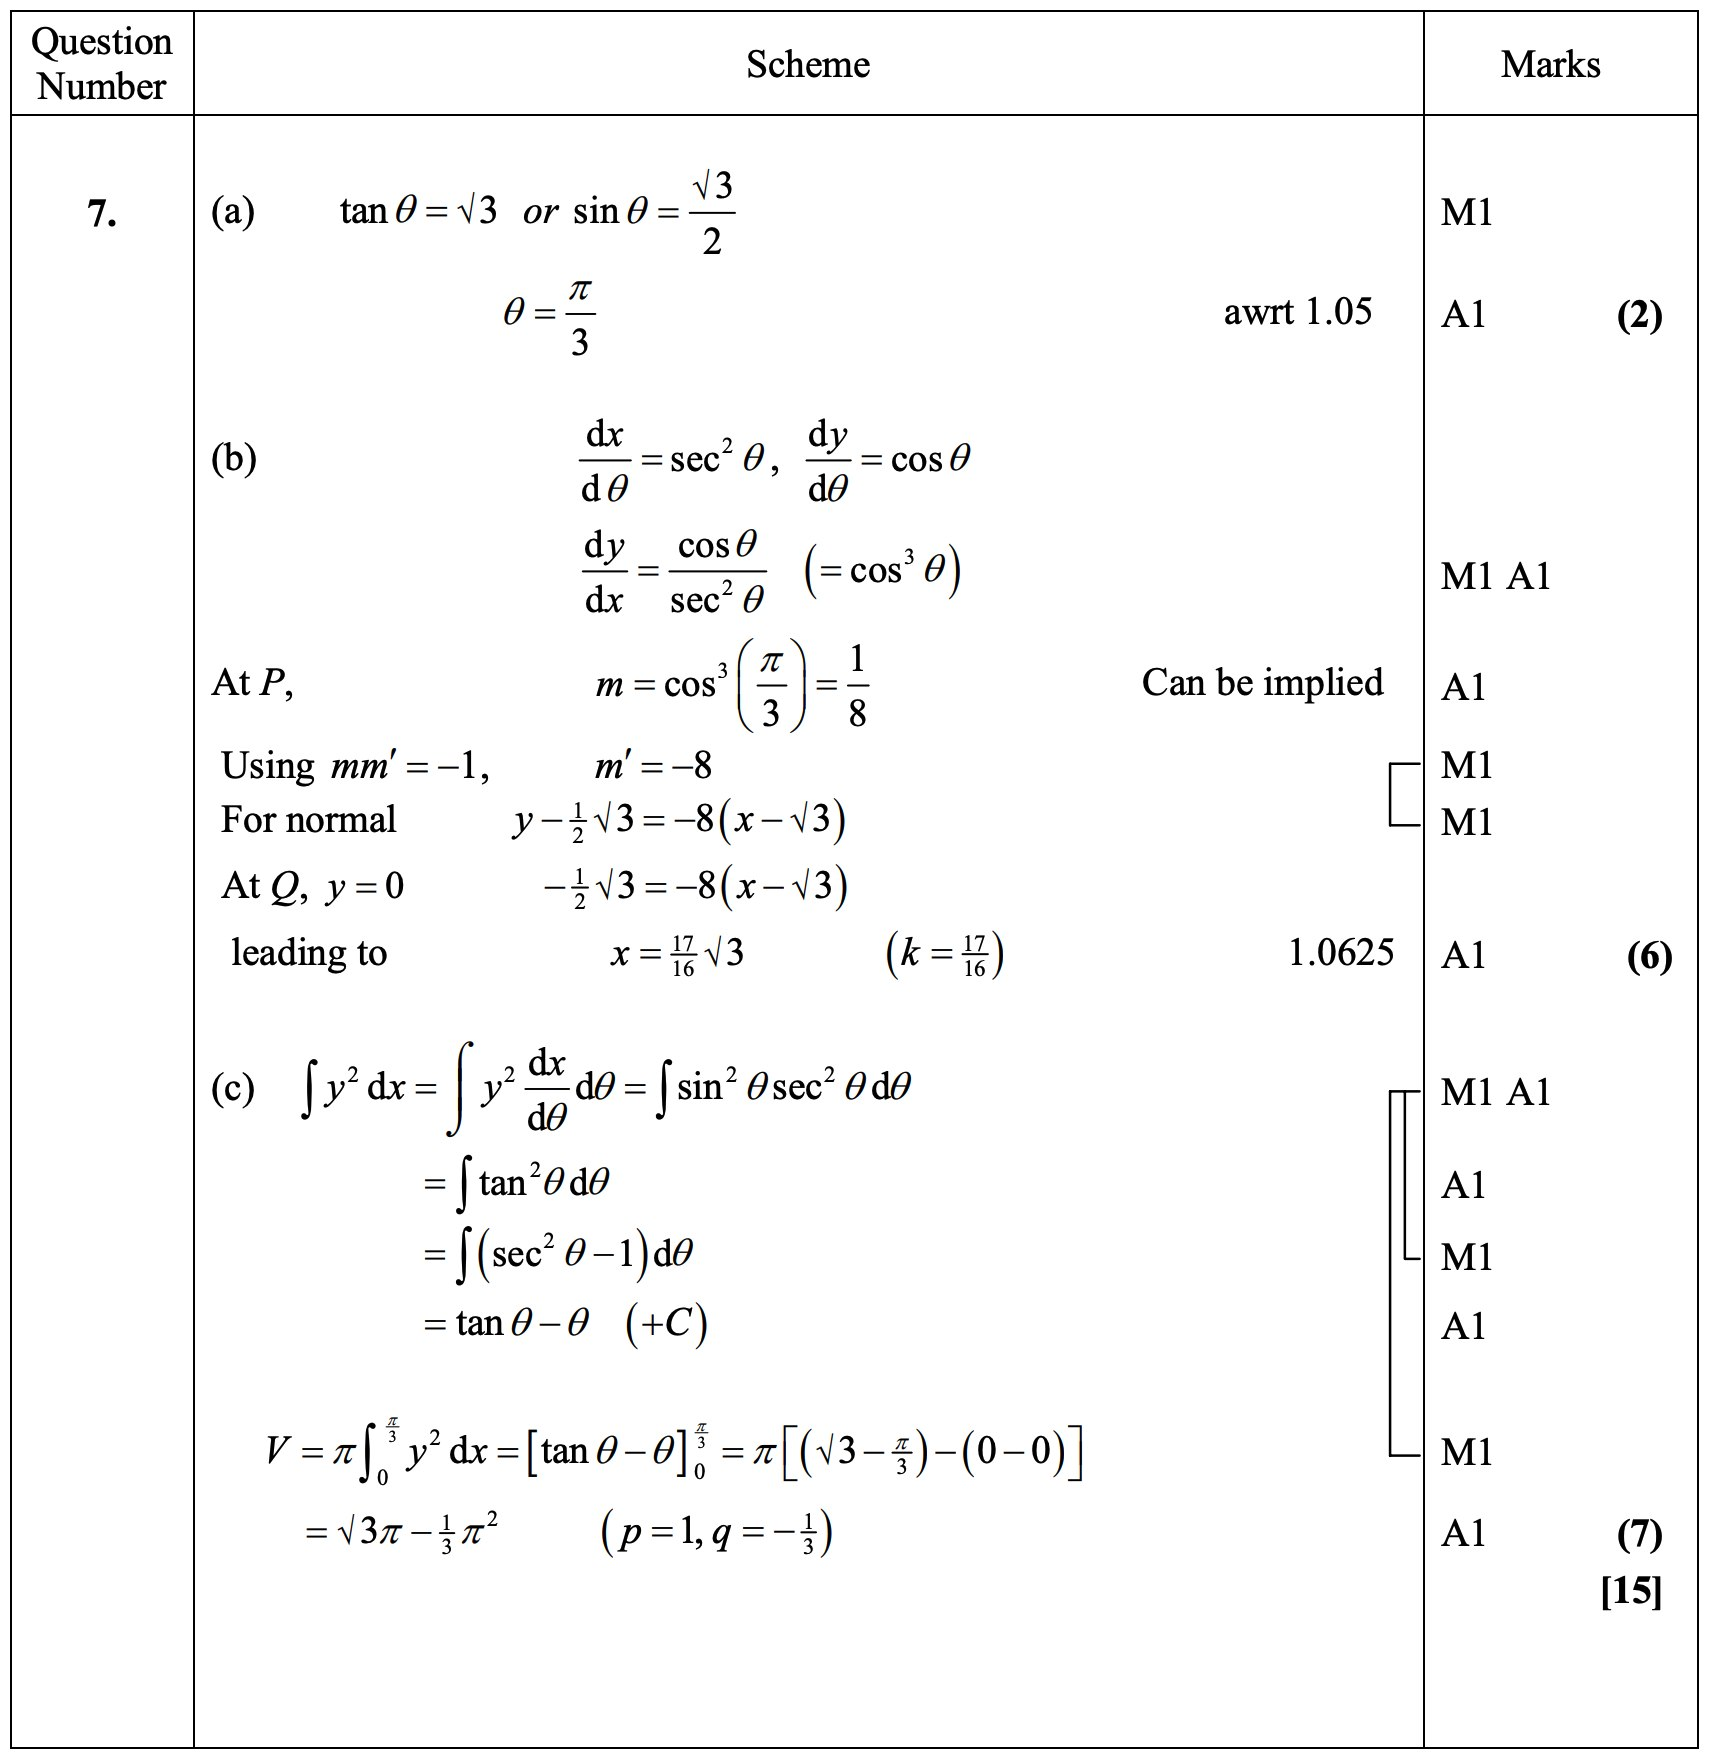 Question Number Scheme Marks
7. (a) tan θ = √3 or sin θ = √3/2 M1
θ = π/3 awrt 1.05 A1 (2)
(b) dx/dθ = sec² θ, dy/dθ = cos θ
dy/dx = cos θ/sec² θ (= cos³ θ) M1 A1
At P, m = cos³ (π/3) = 1/8 Can be implied A1
Using mm′ = −1, m′ = −8 M1
For normal y − ½√3 = −8(x − √3) M1
At Q, y = 0 −½√3 = −8(x − √3)
leading to x = 17/16 √3 (k = 17/16) 1.0625 A1 (6)
(c) ∫ y² dx = ∫ y² dx/dθ dθ = ∫ sin² θ sec² θ dθ M1 A1
= ∫ tan² θ dθ A1
= ∫ (sec² θ − 1) dθ M1
= tan θ − θ (+C) A1
V = π ∫₀^(π/3) y² dx = [tan θ − θ]₀^(π/3) = π[(√3 − π/3) − (0 − 0)] M1
= √3π − ⅓π² (p = 1, q = −⅓) A1 (7)
[15]